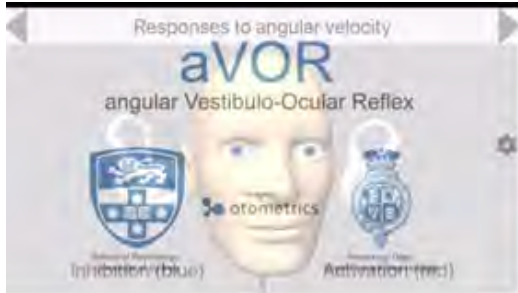 Responses to angular velocity
aVOR
angular Vestibulo-Ocular Reflex
otometrics
Inhibition (blue)
Activation (red)